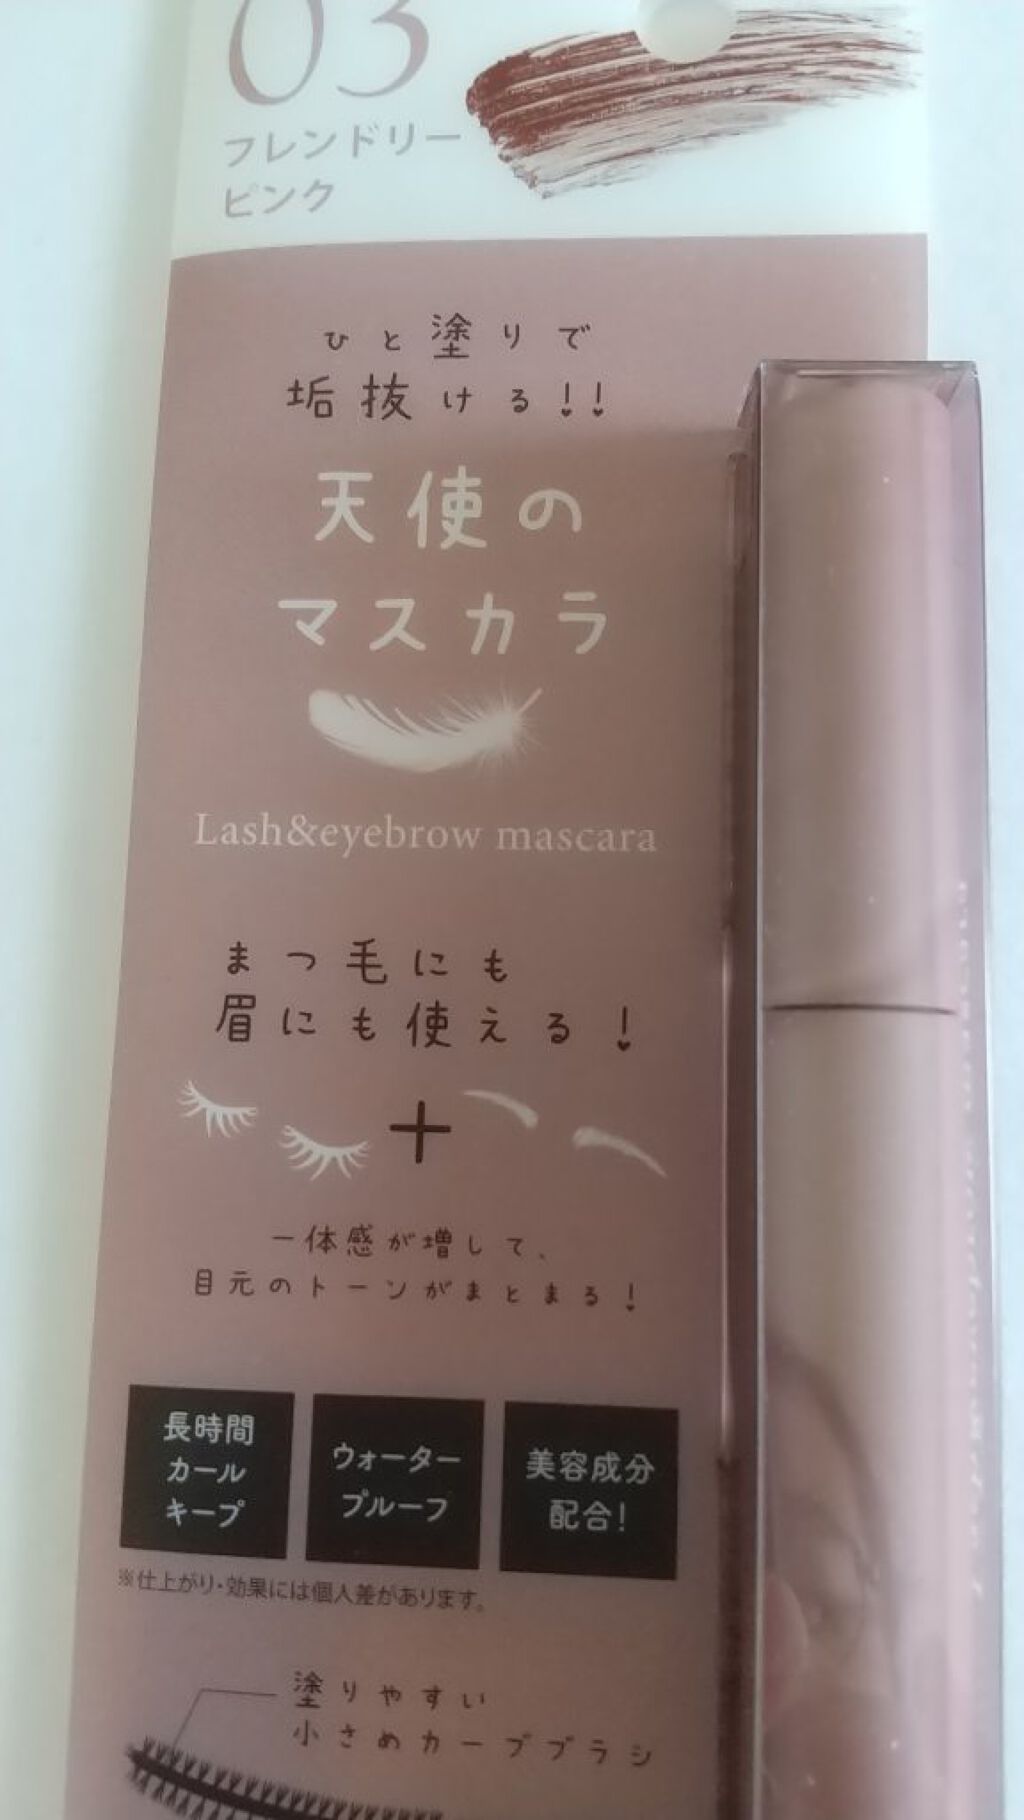 03
フレンドリー
ピンク
ひと塗りで
垢抜ける!!
天使の
マスカラ
Lash&eyebrow mascara
まつ毛にも
眉にも使える!
+
一体感が増して、
目元のトーンがまとまる!
長時間
カール
キープ
ウォーター
プルーフ
美容成分
配合!
※仕上がり・効果には個人差があります。
塗りやすい
小さめカーブブラシ